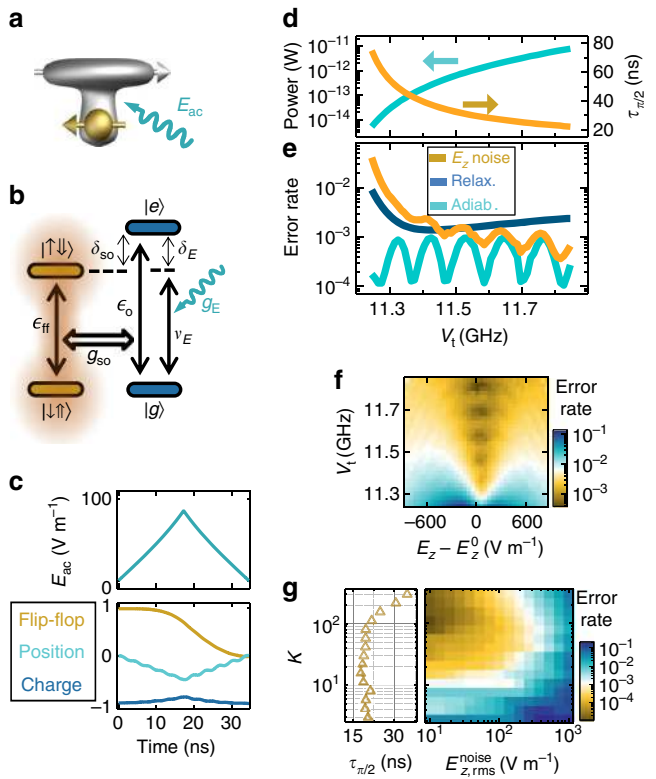 a
E_ac
b
|e⟩
|↑⇓⟩
δ_so
δ_E
g_E
ϵ_ff
ϵ_o
ν_E
g_so
|↓⇑⟩
|g⟩
c
100
E_ac (V m⁻¹)
0
1
Flip-flop
Position
0
Charge
−1
0 10 20 30
Time (ns)
d
Power (W)
10⁻¹¹
10⁻¹²
10⁻¹³
10⁻¹⁴
80
60
40
20
τ_π/2 (ns)
e
E_z noise
Relax.
Adiab.
Error rate
10⁻²
10⁻³
10⁻⁴
11.3 11.5 11.7
V_t (GHz)
f
V_t (GHz)
11.7
11.5
11.3
−600 0 600
E_z − E_z⁰ (V m⁻¹)
Error
rate
10⁻¹
10⁻²
10⁻³
g
K
10²
10¹
15 30
τ_π/2 (ns)
10¹ 10² 10³
E_z,rms^noise (V m⁻¹)
Error
rate
10⁻¹
10⁻²
10⁻³
10⁻⁴